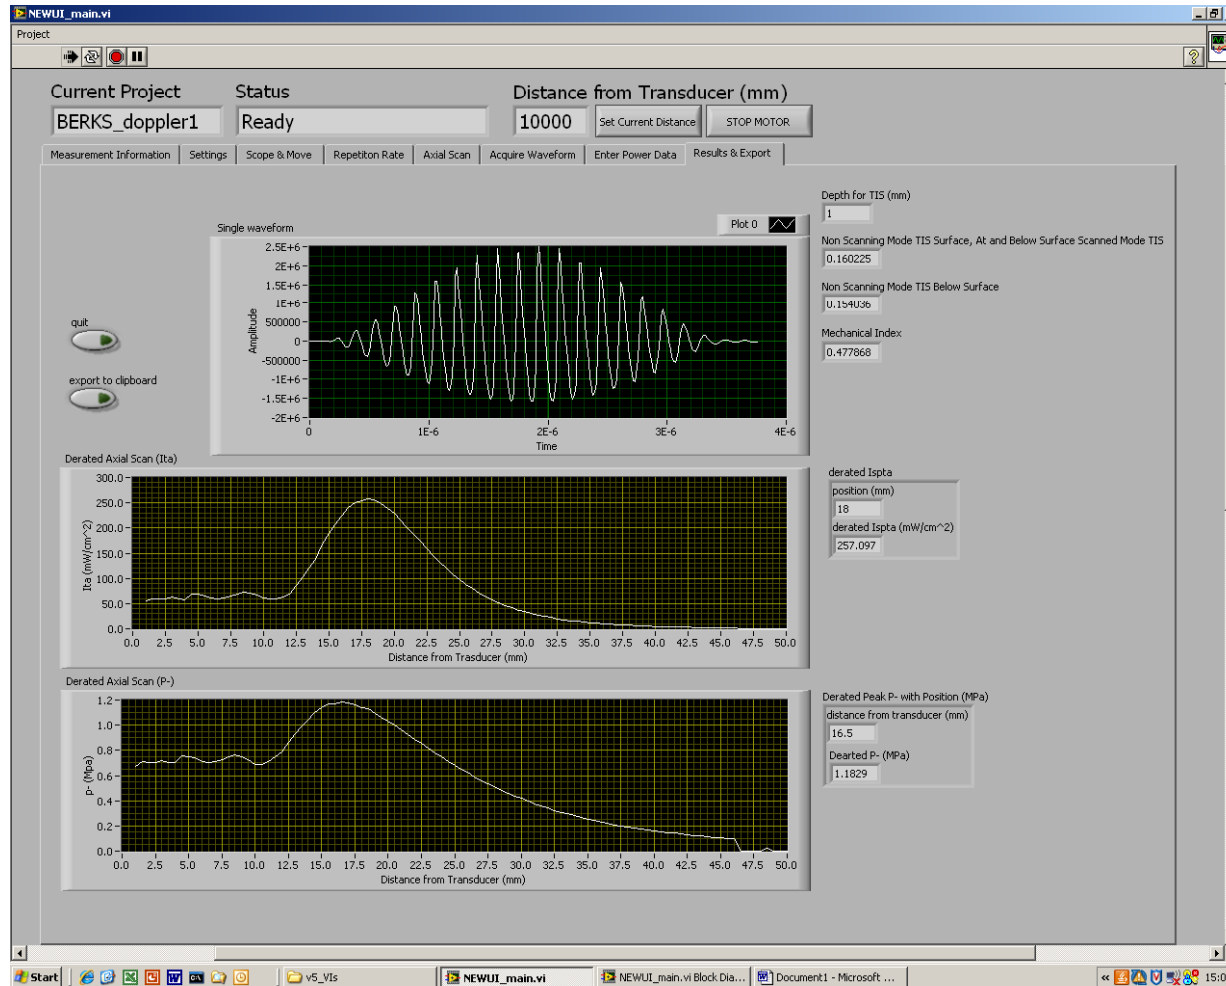 NEWUI_main.vi
Project
Current Project Status Distance from Transducer (mm)
BERKS_doppler1 Ready 10000 Set Current Distance STOP MOTOR
Measurement Information Settings Scope & Move Repetiton Rate Axial Scan Acquire Waveform Enter Power Data Results & Export
Depth for TIS (mm)
1
Non Scanning Mode TIS Surface, At and Below Surface Scanned Mode TIS
0.160225
Non Scanning Mode TIS Below Surface
0.154036
Mechanical Index
0.477868
quit
export to clipboard
Single waveform Plot 0
Amplitude
2.5E+6
2E+6
1.5E+6
1E+6
500000
0
-500000
-1E+6
-1.5E+6
-2E+6
0 1E-6 2E-6 3E-6 4E-6
Time
Derated Axial Scan (Ita)
Ita (mW/cm^2)
300.0
250.0
200.0
150.0
100.0
50.0
0.0
0.0 2.5 5.0 7.5 10.0 12.5 15.0 17.5 20.0 22.5 25.0 27.5 30.0 32.5 35.0 37.5 40.0 42.5 45.0 47.5 50.0
Distance from Trasducer (mm)
derated Ispta
position (mm)
18
derated Ispta (mW/cm^2)
257.097
Derated Axial Scan (P-)
p- (Mpa)
1.2
1.0
0.8
0.6
0.4
0.2
0.0
0.0 2.5 5.0 7.5 10.0 12.5 15.0 17.5 20.0 22.5 25.0 27.5 30.0 32.5 35.0 37.5 40.0 42.5 45.0 47.5 50.0
Distance from Transducer (mm)
Derated Peak P- with Position (MPa)
distance from transducer (mm)
16.5
Dearted P- (MPa)
1.1829
Start v5_VIs NEWUI_main.vi NEWUI_main.vi Block Dia... Document1 - Microsoft ... 15:0